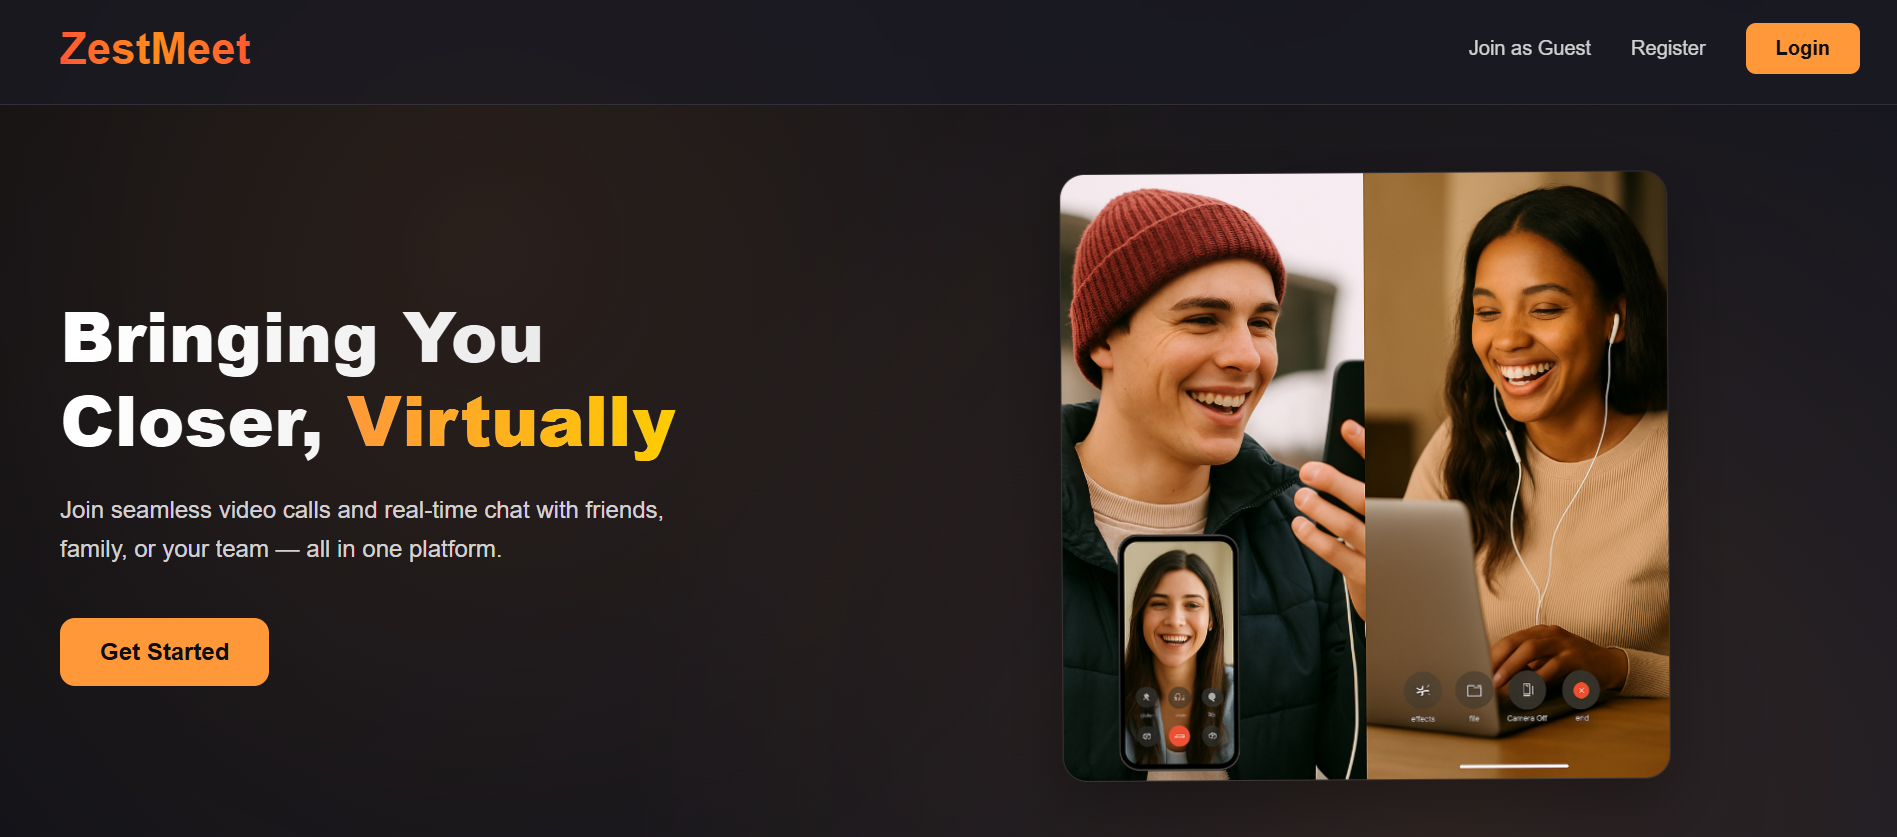 ZestMeet
Join as Guest
Register
Login
Bringing You
Closer, Virtually
Join seamless video calls and real-time chat with friends,
family, or your team — all in one platform.
Get Started
effects
file
Camera Off
end